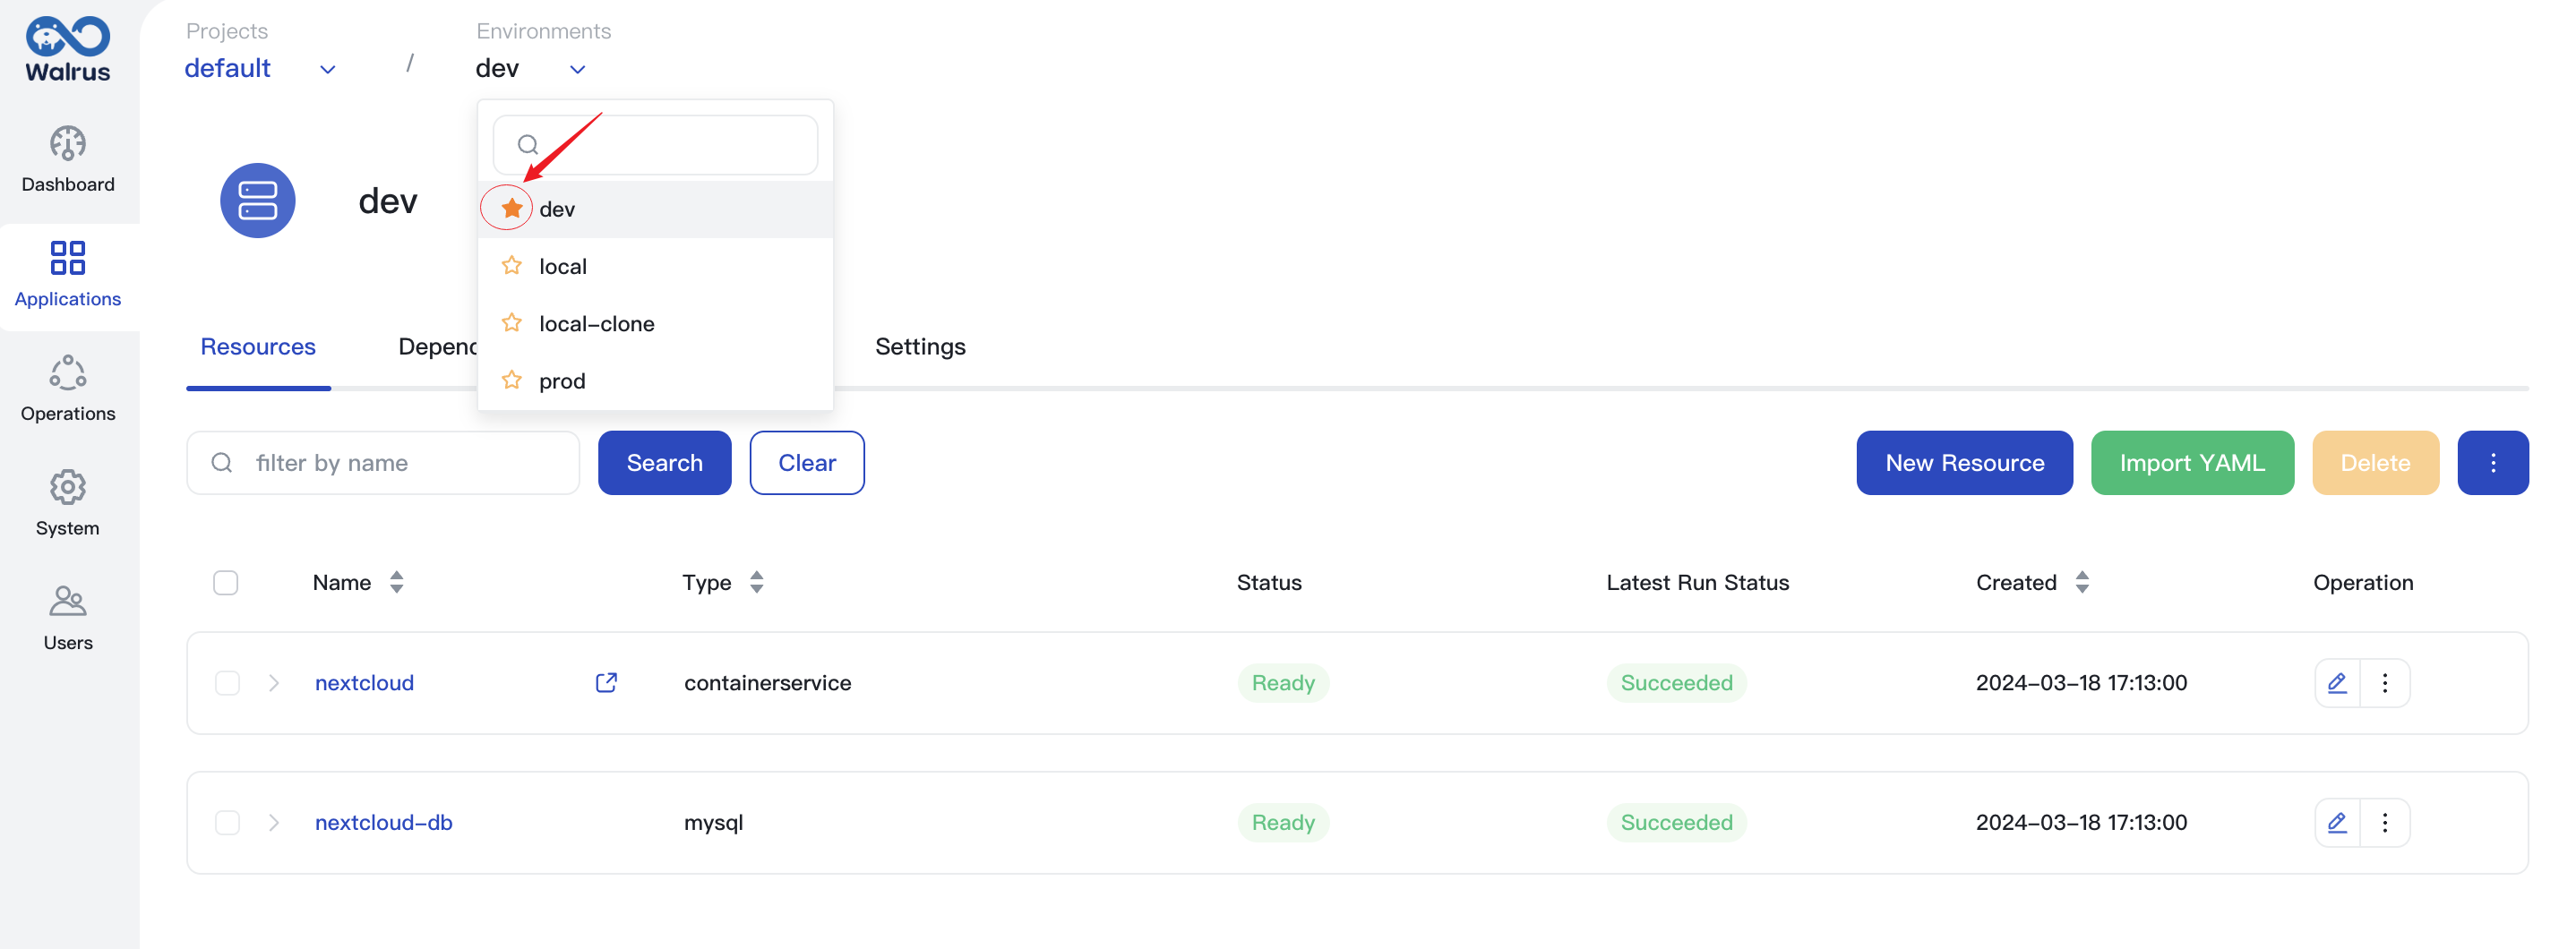 Walrus
Dashboard
Applications
Operations
System
Users
Projects
default
/
Environments
dev
dev
dev
local
local-clone
prod
Resources
Depend
Settings
filter by name
Search
Clear
New Resource
Import YAML
Delete
Name
Type
Status
Latest Run Status
Created
Operation
nextcloud
containerservice
Ready
Succeeded
2024-03-18 17:13:00
nextcloud-db
mysql
Ready
Succeeded
2024-03-18 17:13:00